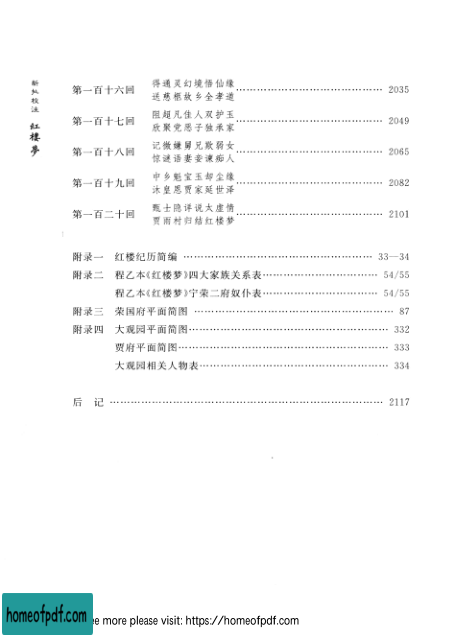 新批校注 红樓夢
第一百十六回 得通灵幻境悟仙缘
送慈柩故乡全孝道 2035
第一百十七回 阻超凡佳人双护玉
欣聚党恶子独承家 2049
第一百十八回 记微嫌舅兄欺弱女
惊谜语妻妾谏痴人 2065
第一百十九回 中乡魁宝玉却尘缘
沐皇恩贾家延世泽 2082
第一百二十回 甄士隐详说太虚情
贾雨村归结红楼梦 2101
附录一 红楼纪历简编 33—34
附录二 程乙本《红楼梦》四大家族关系表 54/55
程乙本《红楼梦》宁荣二府奴仆表 54/55
附录三 荣国府平面简图 87
附录四 大观园平面简图 332
贾府平面简图 333
大观园相关人物表 334
后 记 2117
homeofpdf.com
ee more please visit: https://homeofpdf.com